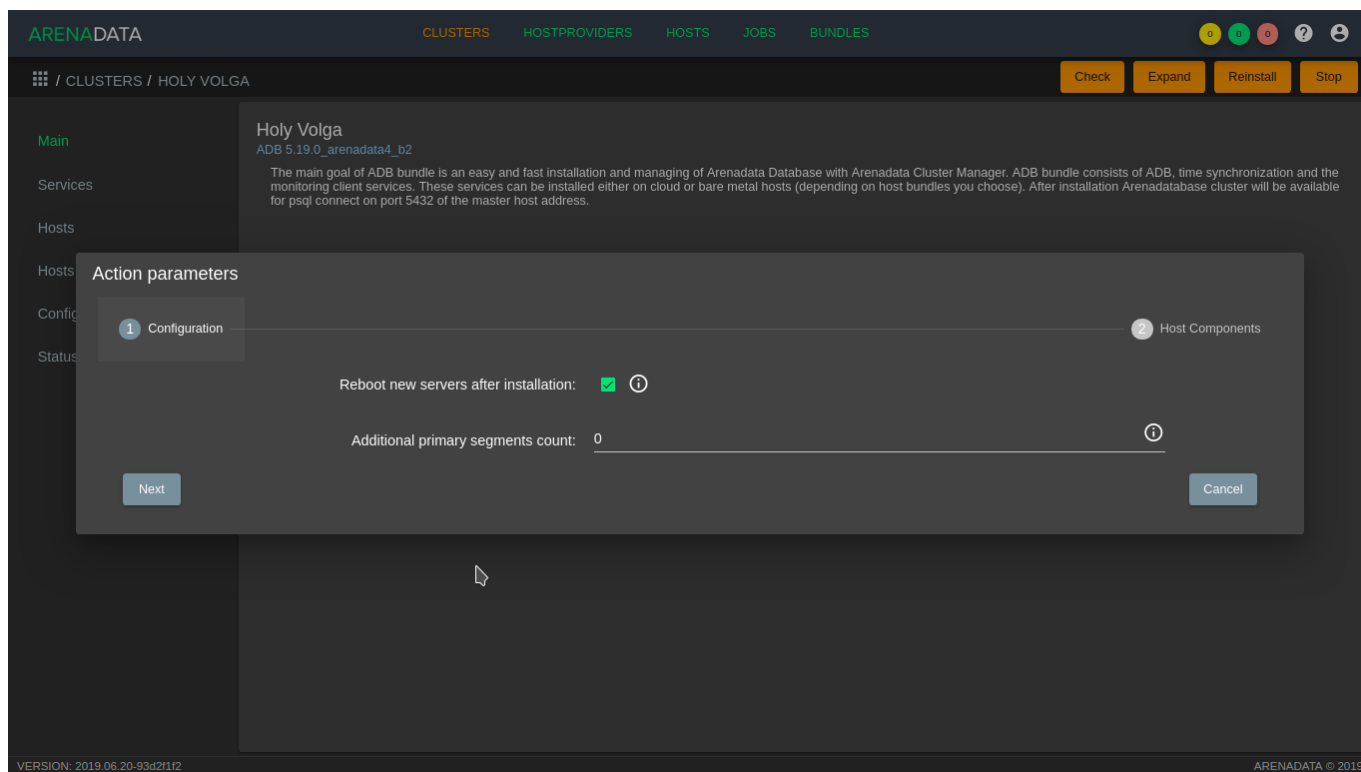 ARENADATA
CLUSTERS HOSTPROVIDERS HOSTS JOBS BUNDLES
0 0 0
/ CLUSTERS / HOLY VOLGA
Check Expand Reinstall Stop
Main
Services
Hosts
Hosts
Config
Status
Holy Volga
ADB 5.19.0_arenadata4_b2
The main goal of ADB bundle is an easy and fast installation and managing of Arenadata Database with Arenadata Cluster Manager. ADB bundle consists of ADB, time synchronization and the
monitoring client services. These services can be installed either on cloud or bare metal hosts (depending on host bundles you choose). After installation Arenadatabase cluster will be available
for psql connect on port 5432 of the master host address.
Action parameters
1 Configuration
2 Host Components
Reboot new servers after installation:
Additional primary segments count: 0
Next
Cancel
VERSION: 2019.06.20-93d2f1f2
ARENADATA © 2019